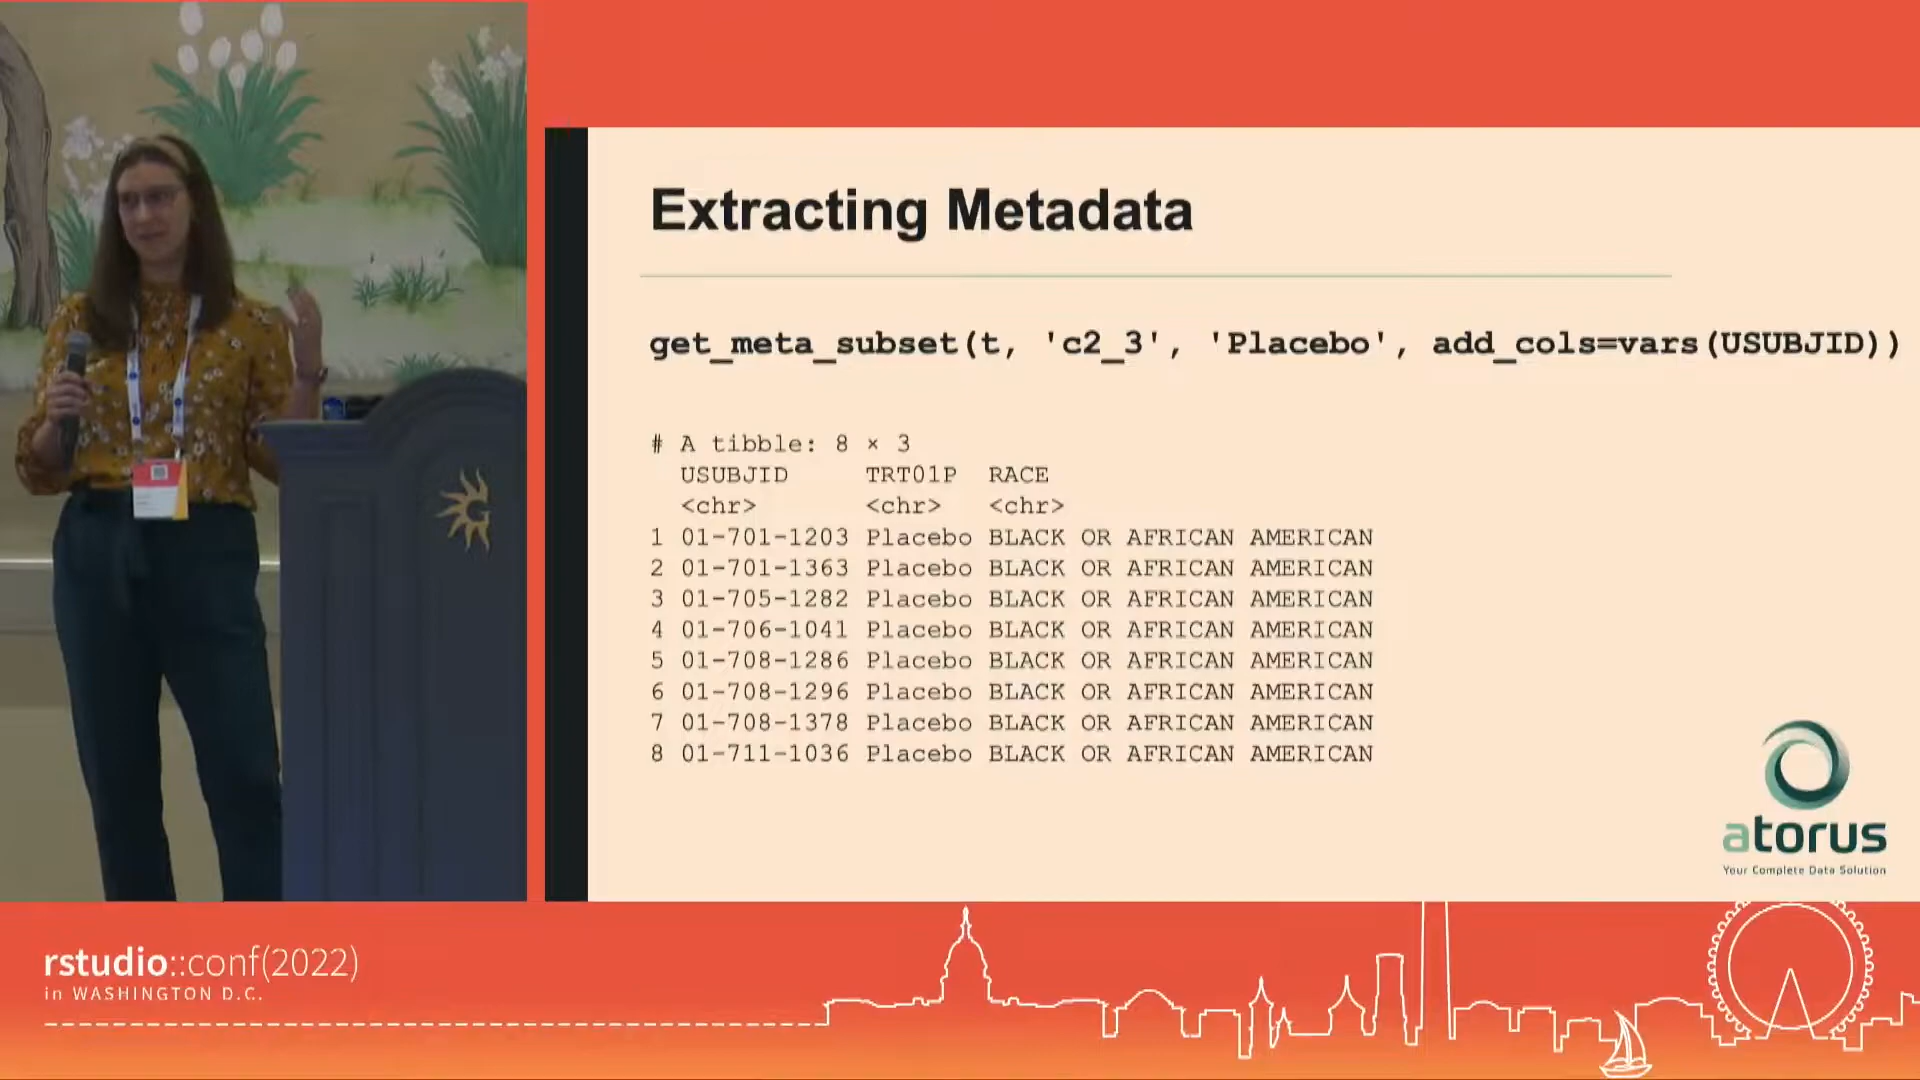 Extracting Metadata
get_meta_subset(t, 'c2_3', 'Placebo', add_cols=vars(USUBJID))
# A tibble: 8 × 3
USUBJID TRT01P RACE
<chr> <chr> <chr>
1 01-701-1203 Placebo BLACK OR AFRICAN AMERICAN
2 01-701-1363 Placebo BLACK OR AFRICAN AMERICAN
3 01-705-1282 Placebo BLACK OR AFRICAN AMERICAN
4 01-706-1041 Placebo BLACK OR AFRICAN AMERICAN
5 01-708-1286 Placebo BLACK OR AFRICAN AMERICAN
6 01-708-1296 Placebo BLACK OR AFRICAN AMERICAN
7 01-708-1378 Placebo BLACK OR AFRICAN AMERICAN
8 01-711-1036 Placebo BLACK OR AFRICAN AMERICAN
atorus
Your Complete Data Solution
rstudio::conf(2022)
in WASHINGTON D.C.